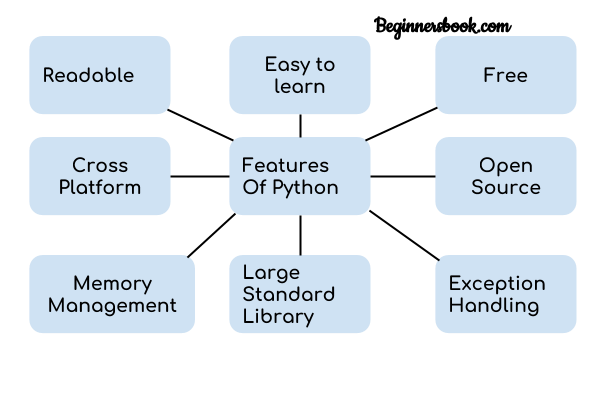 Beginnersbook.com
Readable
Easy to
learn
Free
Cross
Platform
Features
Of Python
Open
Source
Memory
Management
Large
Standard
Library
Exception
Handling